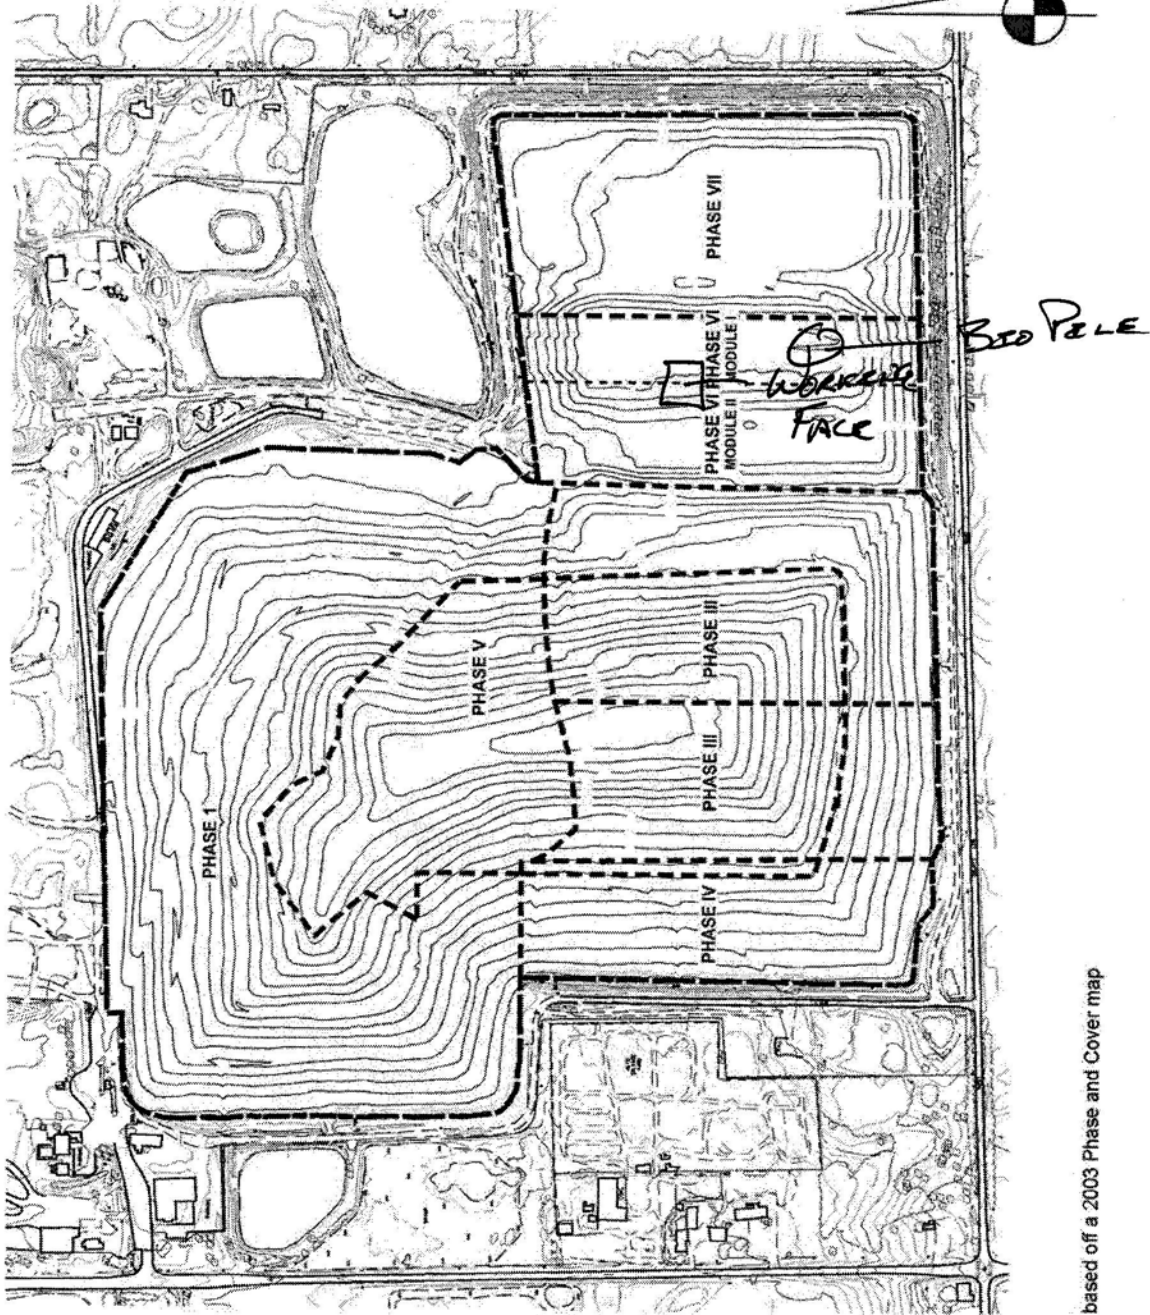 PHASE VII
PHASE VI
MODULE I
PHASE VI
MODULE II
BIO PILE
WORKING
FACE
PHASE III
PHASE V
PHASE III
PHASE 1
PHASE IV
based off a 2003 Phase and Cover map